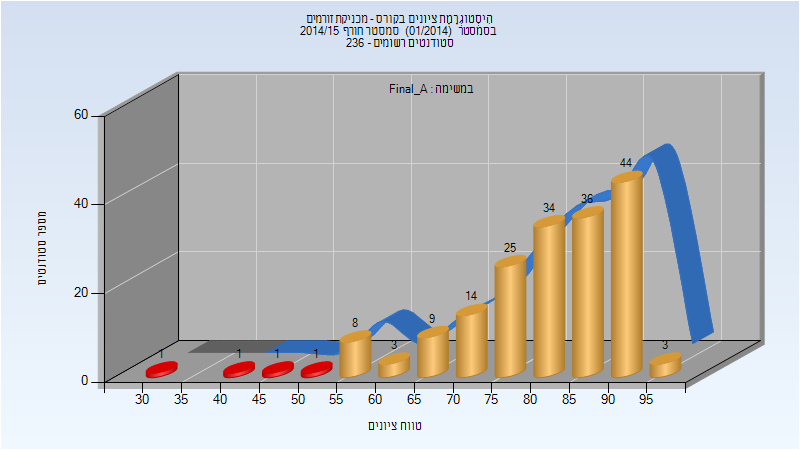 היסטוגרמת ציונים בקורס - מכניקת זורמים
בסמסטר (01/2014) סמסטר חורף 2014/15
סטודנטים רשומים - 236
במשימה : Final_A
מספר סטודנטים
60
40
20
0
1
1
1
1
8
3
9
14
25
34
36
44
3
30 35 40 45 50 55 60 65 70 75 80 85 90 95
טווח ציונים